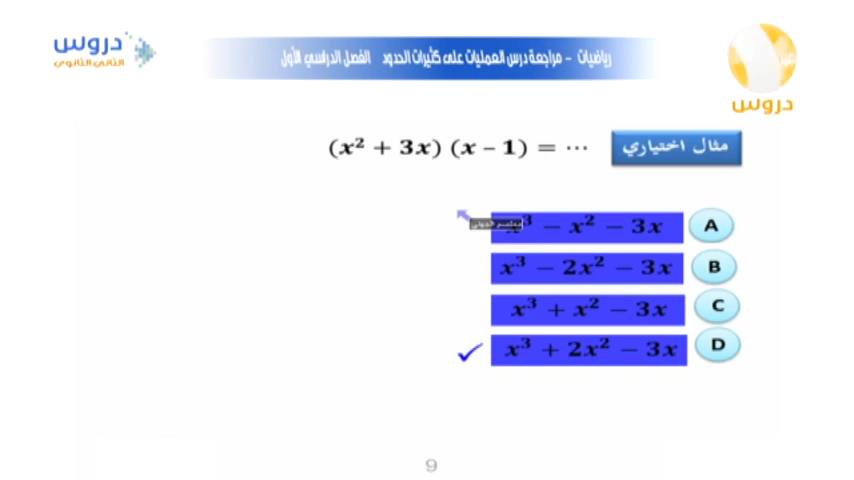 دروس
الثاني الثانوي
رياضيات - مراجعة درس العمليات على كثيرات الحدود الفصل الدراسي الأول
عين
دروس
مثال اختياري (x² + 3x) (x − 1) = ⋯
A x³ − x² − 3x
B x³ − 2x² − 3x
C x³ + x² − 3x
D x³ + 2x² − 3x ✓
9